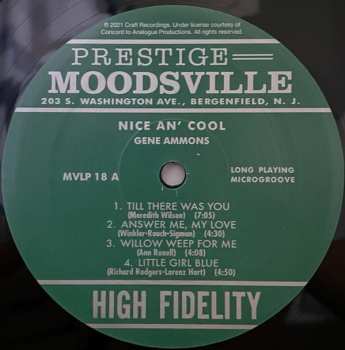 ℗ 2021 Craft Recordings. Under license courtesy of
Concord to Analogue Productions. All rights reserved.
PRESTIGE
MOODSVILLE
203 S. WASHINGTON AVE., BERGENFIELD, N. J.
NICE AN' COOL
GENE AMMONS
MVLP 18 A
LONG PLAYING
MICROGROOVE
1. TILL THERE WAS YOU
(Meredith Wilson) (7:05)
2. ANSWER ME, MY LOVE
(Winkler-Rauch-Sigman) (4:30)
3. WILLOW WEEP FOR ME
(Ann Ronell) (4:08)
4. LITTLE GIRL BLUE
(Richard Rodgers-Lorenz Hart) (4:50)
HIGH FIDELITY